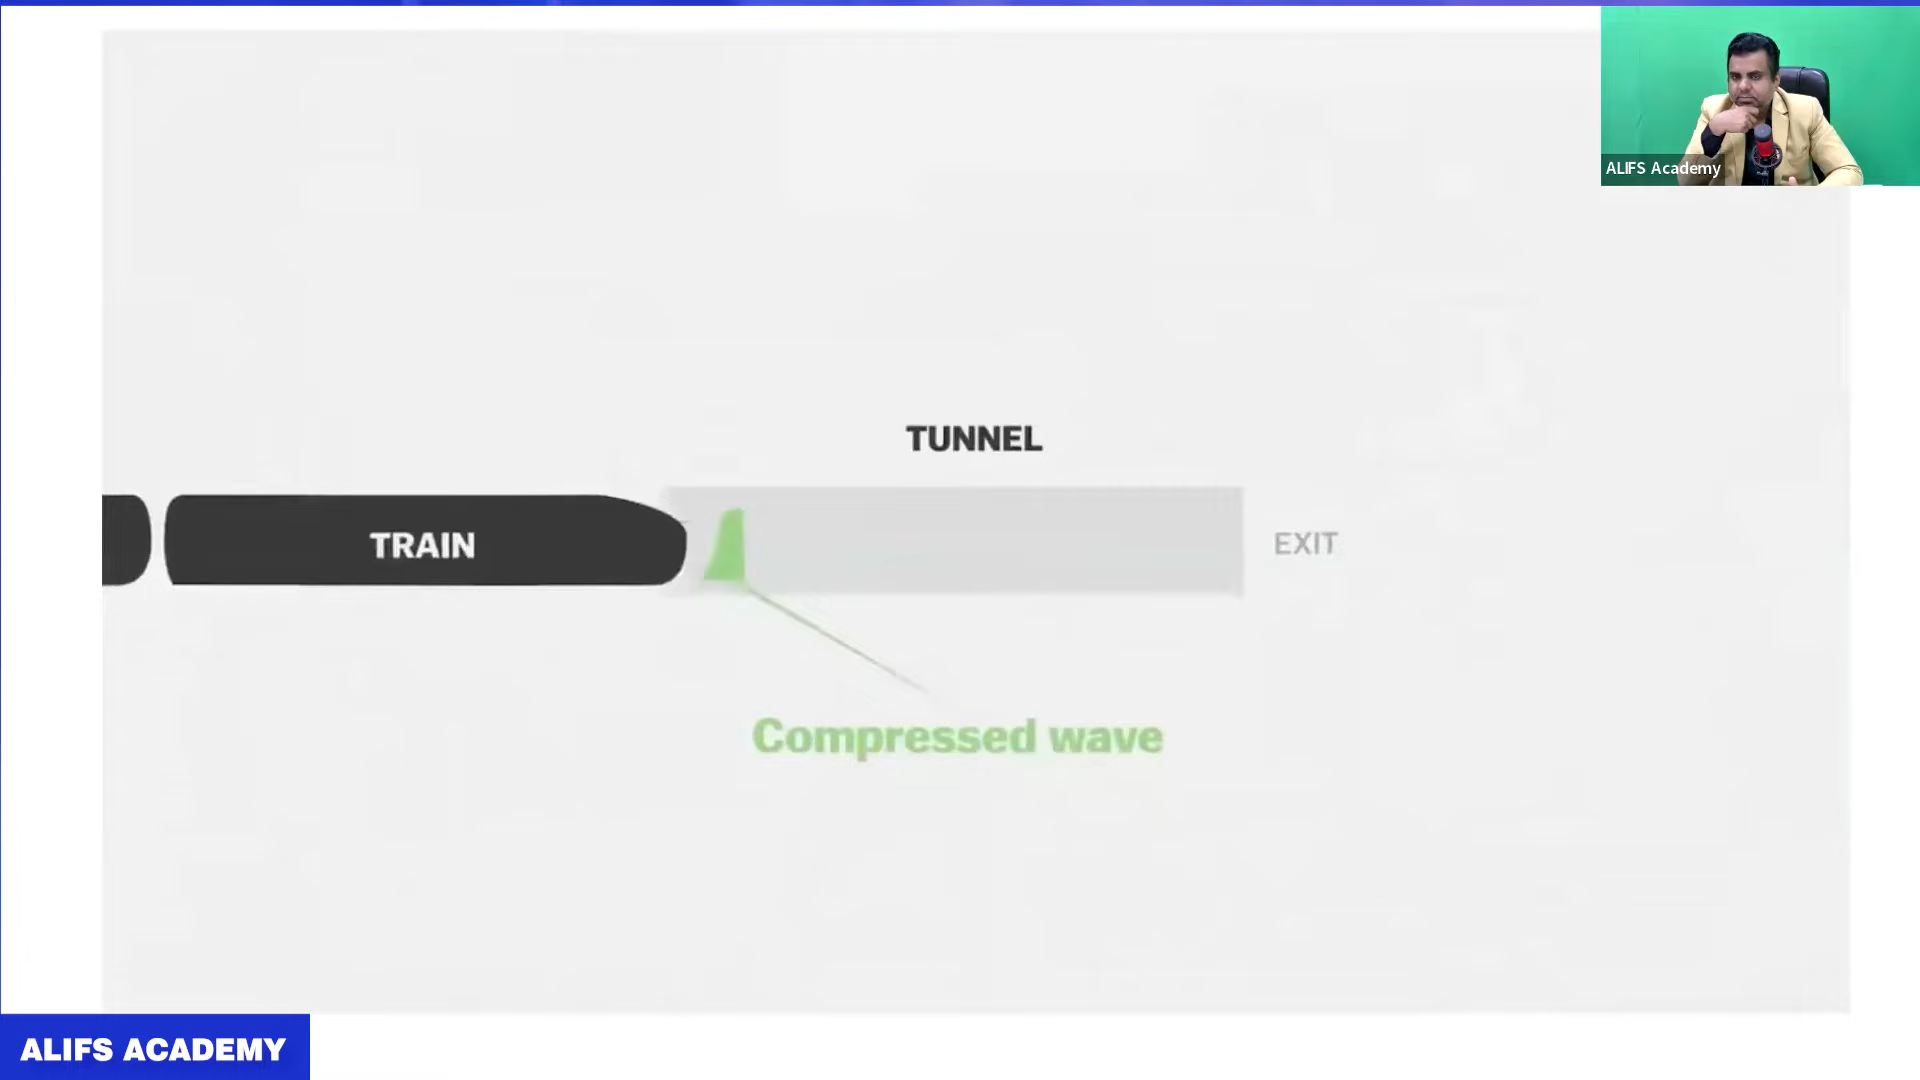 ALIFS Academy
TUNNEL
TRAIN
EXIT
Compressed wave
ALIFS ACADEMY